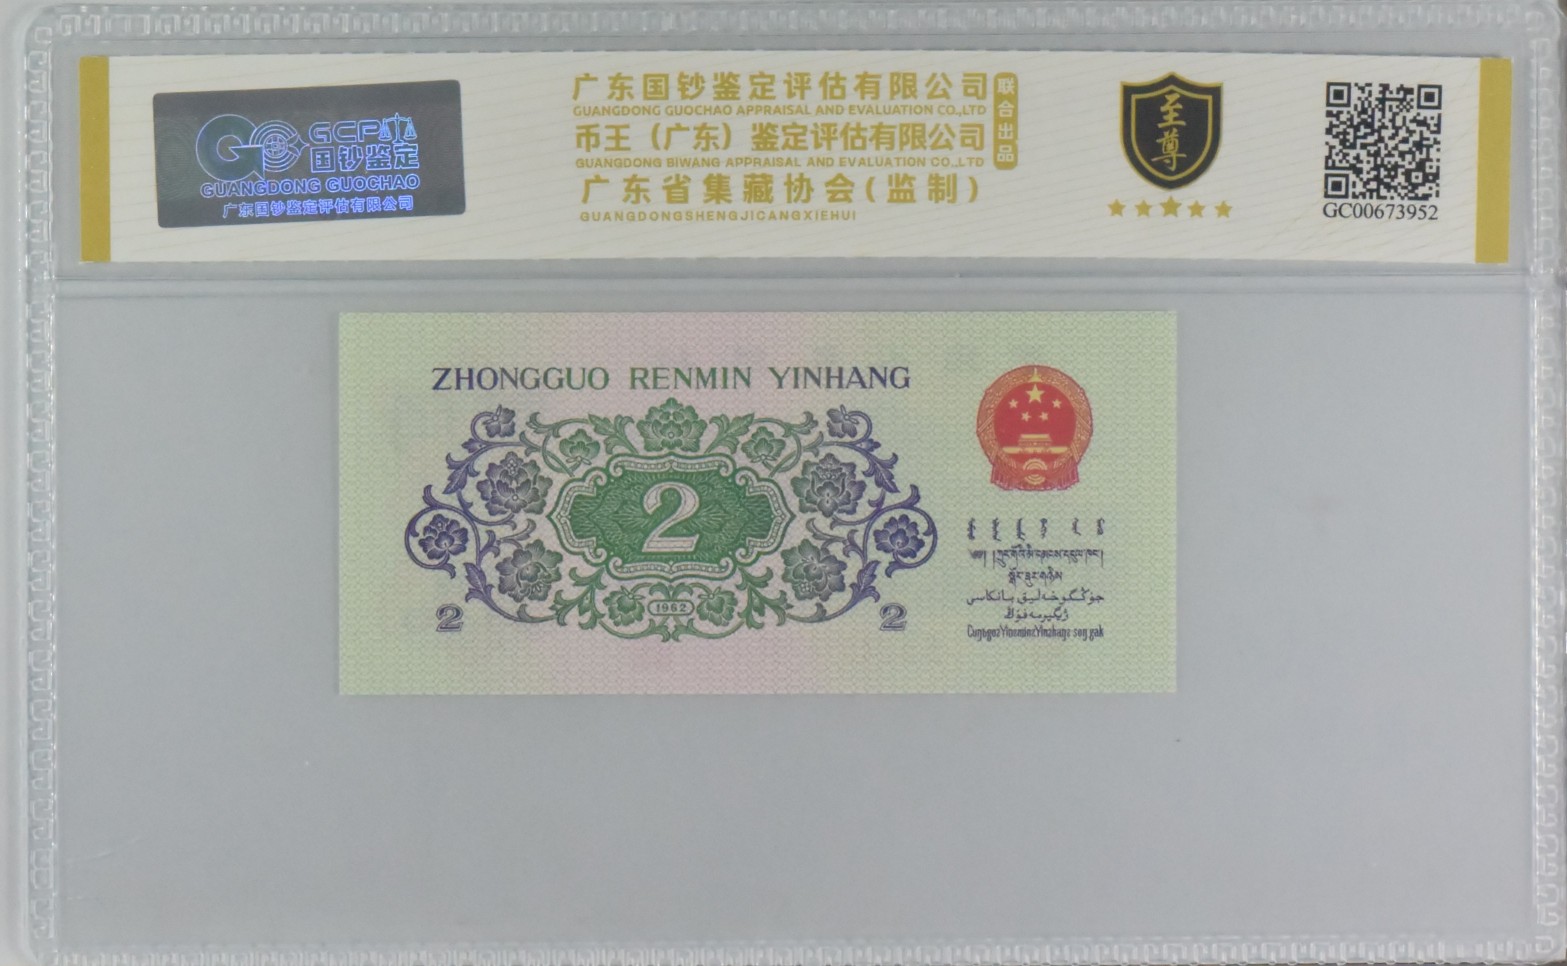 GCPA
国钞鉴定
GUANGDONG GUOCHAO
广东国钞鉴定评估有限公司
广东国钞鉴定评估有限公司
GUANGDONG GUOCHAO APPRAISAL AND EVALUATION CO.,LTD
币王（广东）鉴定评估有限公司
GUANGDONG BIWANG APPRAISAL AND EVALUATION CO.,LTD
广东省集藏协会(监制)
GUANGDONGSHENGJICANGXIEHUI
联合出品
至尊
GC00673952
ZHONGGUO RENMIN YINHANG
2
1962
2
2